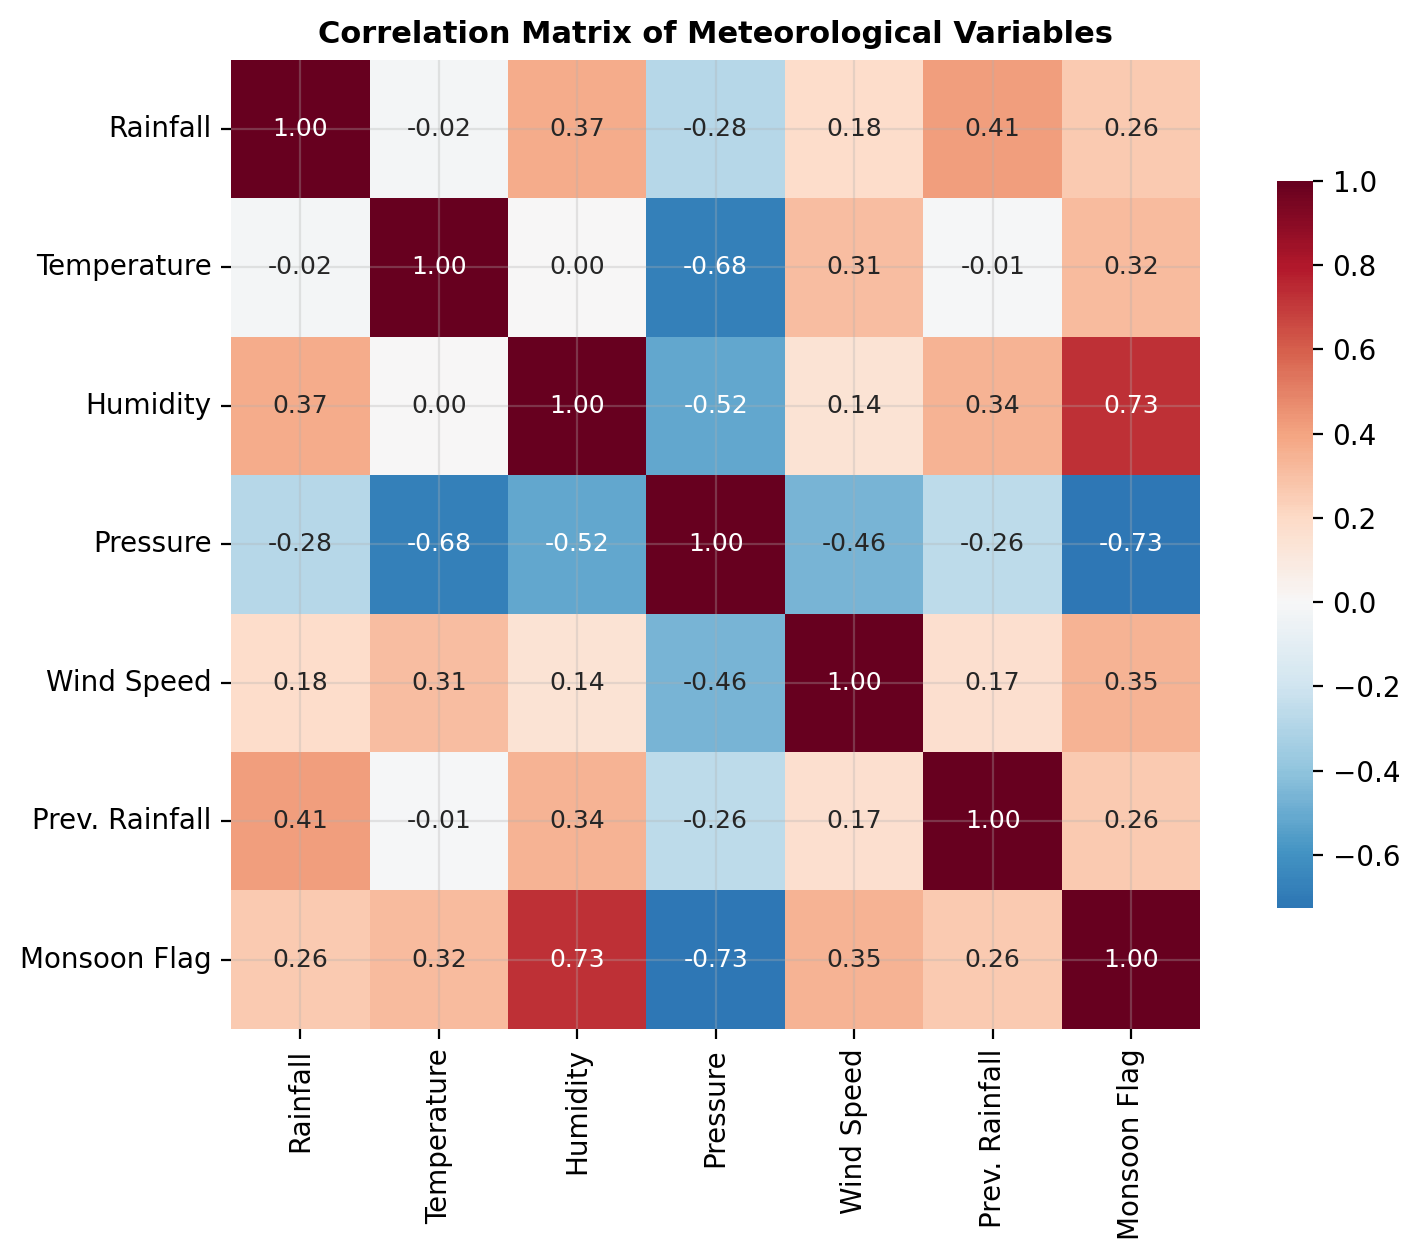 Correlation Matrix of Meteorological Variables
Rainfall 1.00 -0.02 0.37 -0.28 0.18 0.41 0.26
Temperature -0.02 1.00 0.00 -0.68 0.31 -0.01 0.32
Humidity 0.37 0.00 1.00 -0.52 0.14 0.34 0.73
Pressure -0.28 -0.68 -0.52 1.00 -0.46 -0.26 -0.73
Wind Speed 0.18 0.31 0.14 -0.46 1.00 0.17 0.35
Prev. Rainfall 0.41 -0.01 0.34 -0.26 0.17 1.00 0.26
Monsoon Flag 0.26 0.32 0.73 -0.73 0.35 0.26 1.00
Rainfall
Temperature
Humidity
Pressure
Wind Speed
Prev. Rainfall
Monsoon Flag
1.0
0.8
0.6
0.4
0.2
0.0
−0.2
−0.4
−0.6